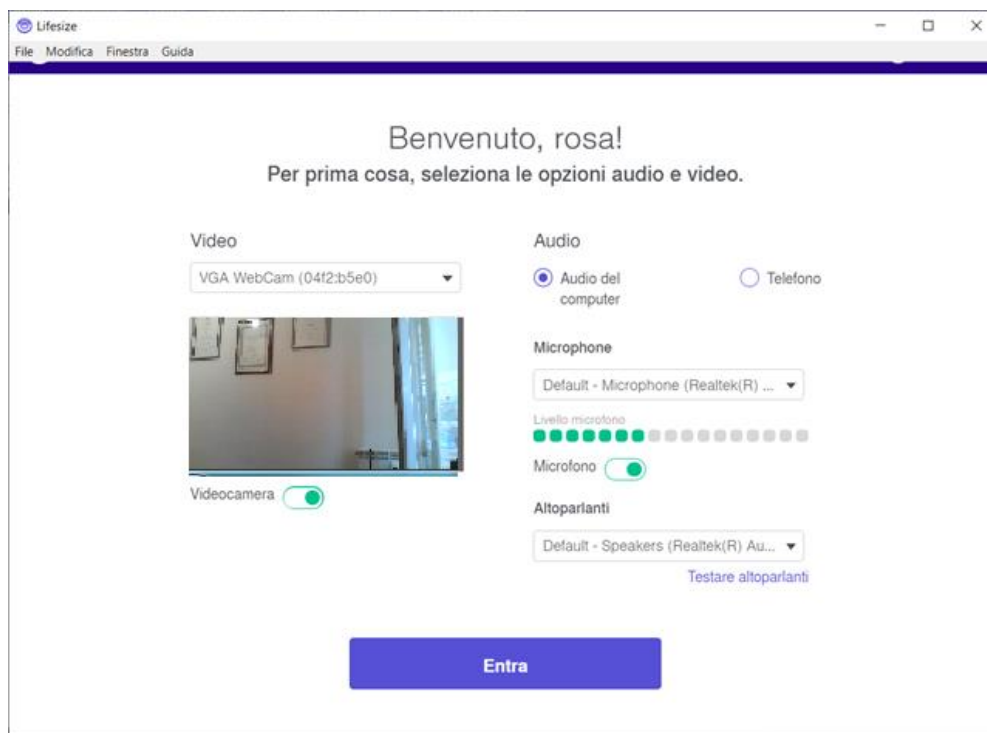 Lifesize
File Modifica Finestra Guida
Benvenuto, rosa!
Per prima cosa, seleziona le opzioni audio e video.
Video
VGA WebCam (04f2:b5e0)
Videocamera
Audio
Audio del
computer
Telefono
Microphone
Default - Microphone (Realtek(R) ...
Livello microfono
Microfono
Altoparlanti
Default - Speakers (Realtek(R) Au...
Testare altoparlanti
Entra